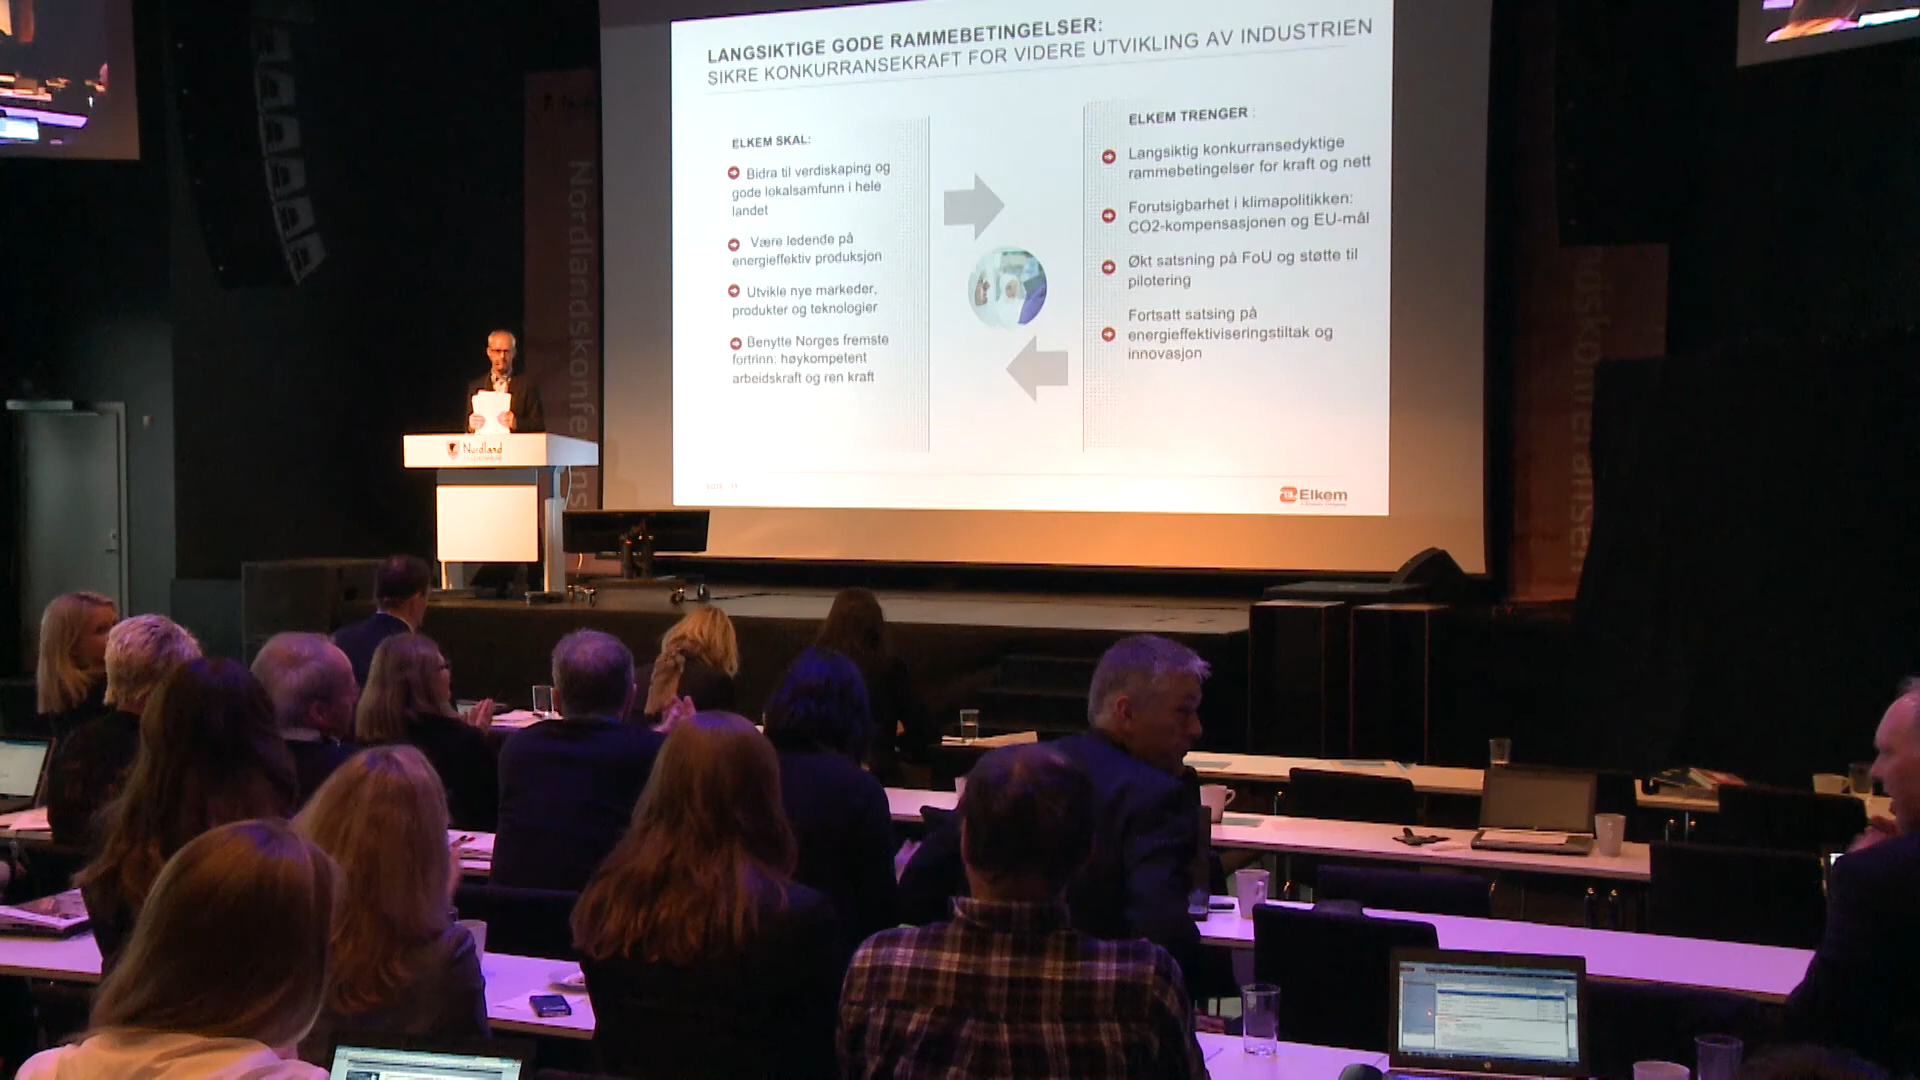 LANGSIKTIGE GODE RAMMEBETINGELSER:
SIKRE KONKURRANSEKRAFT FOR VIDERE UTVIKLING AV INDUSTRIEN
ELKEM SKAL:
Bidra til verdiskaping og
gode lokalsamfunn i hele
landet
Være ledende på
energieffektiv produksjon
Utvikle nye markeder,
produkter og teknologier
Benytte Norges fremste
fortrinn: høykompetent
arbeidskraft og ren kraft
ELKEM TRENGER :
Langsiktig konkurransedyktige
rammebetingelser for kraft og nett
Forutsigbarhet i klimapolitikken:
CO2-kompensasjonen og EU-mål
Økt satsning på FoU og støtte til
pilotering
Fortsatt satsing på
energieffektiviseringstiltak og
innovasjon
Elkem
Nordland
Nordlandskonferans